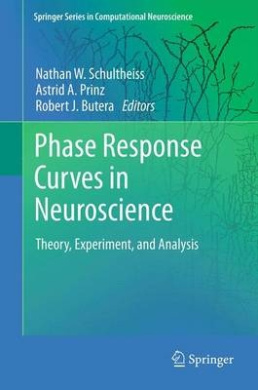 Springer Series in Computational Neuroscience
Nathan W. Schultheiss
Astrid A. Prinz
Robert J. Butera Editors
Phase Response
Curves in
Neuroscience
Theory, Experiment, and Analysis
Springer